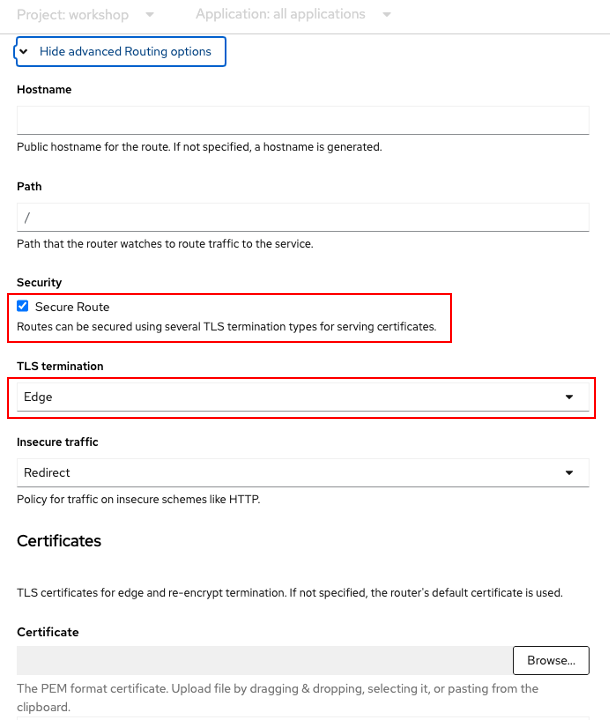 Project: workshop Application: all applications
Hide advanced Routing options
Hostname
Public hostname for the route. If not specified, a hostname is generated.
Path
/
Path that the router watches to route traffic to the service.
Security
Secure Route
Routes can be secured using several TLS termination types for serving certificates.
TLS termination
Edge
Insecure traffic
Redirect
Policy for traffic on insecure schemes like HTTP.
Certificates
TLS certificates for edge and re-encrypt termination. If not specified, the router's default certificate is used.
Certificate
Browse...
The PEM format certificate. Upload file by dragging & dropping, selecting it, or pasting from the
clipboard.